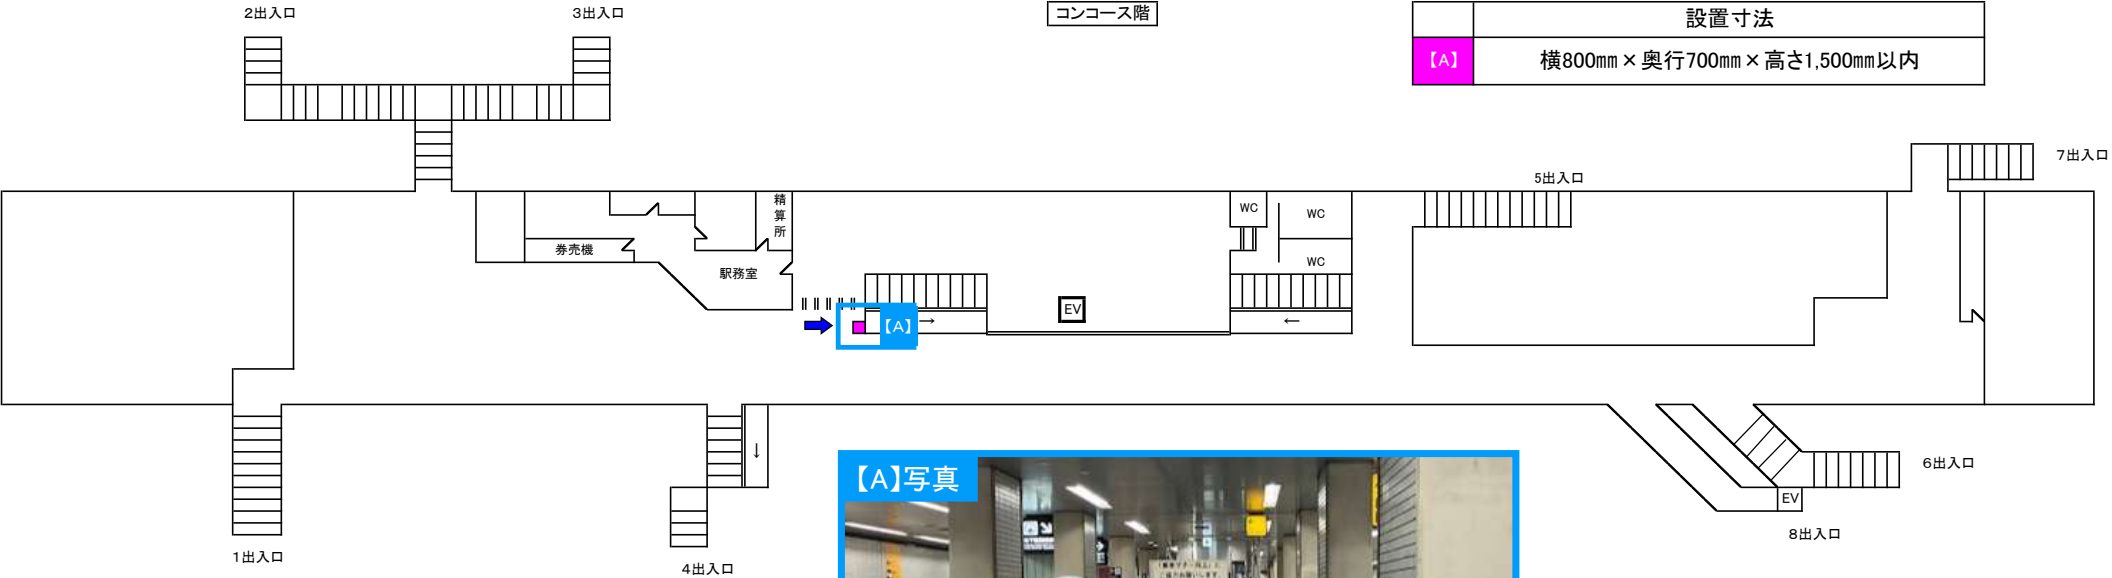 2出入口
3出入口
コンコース階
設置寸法
【A】
横800mm×奥行700mm×高さ1,500mm以内
7出入口
5出入口
精算所
WC
WC
WC
券売機
駅務室
EV
【A】
→
←
↓
【A】写真
6出入口
EV
8出入口
1出入口
4出入口